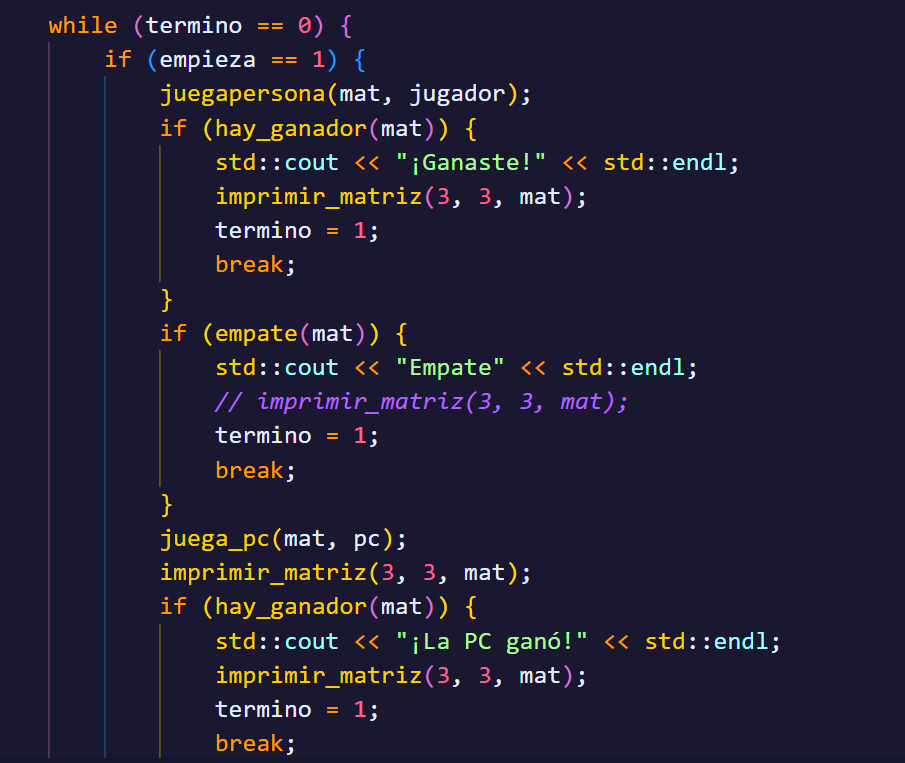 while (termino == 0) {
if (empieza == 1) {
juegapersona(mat, jugador);
if (hay_ganador(mat)) {
std::cout << "¡Ganaste!" << std::endl;
imprimir_matriz(3, 3, mat);
termino = 1;
break;
}
if (empate(mat)) {
std::cout << "Empate" << std::endl;
// imprimir_matriz(3, 3, mat);
termino = 1;
break;
}
juega_pc(mat, pc);
imprimir_matriz(3, 3, mat);
if (hay_ganador(mat)) {
std::cout << "¡La PC ganó!" << std::endl;
imprimir_matriz(3, 3, mat);
termino = 1;
break;